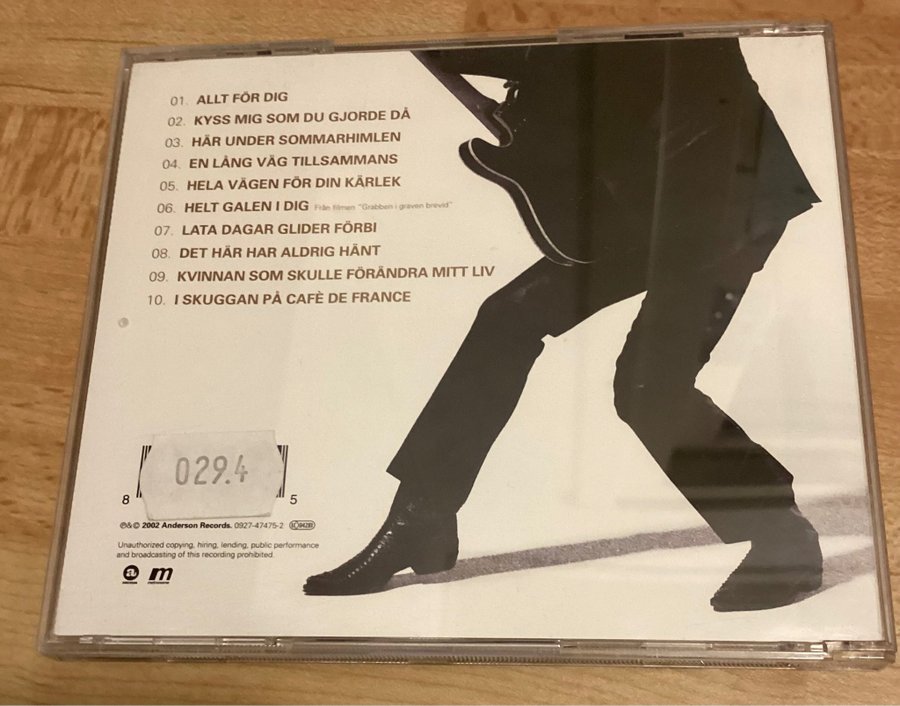 01. ALLT FÖR DIG
02. KYSS MIG SOM DU GJORDE DÅ
03. HÄR UNDER SOMMARHIMLEN
04. EN LÅNG VÄG TILLSAMMANS
05. HELA VÄGEN FÖR DIN KÄRLEK
06. HELT GALEN I DIG Från filmen "Grabben i graven brevid"
07. LATA DAGAR GLIDER FÖRBI
08. DET HÄR HAR ALDRIG HÄNT
09. KVINNAN SOM SKULLE FÖRÄNDRA MITT LIV
10. I SKUGGAN PÅ CAFÈ DE FRANCE
029.4
8 5
℗&© 2002 Anderson Records. 0927-47475-2
Unauthorized copying, hiring, lending, public performance
and broadcasting of this recording prohibited.
a m